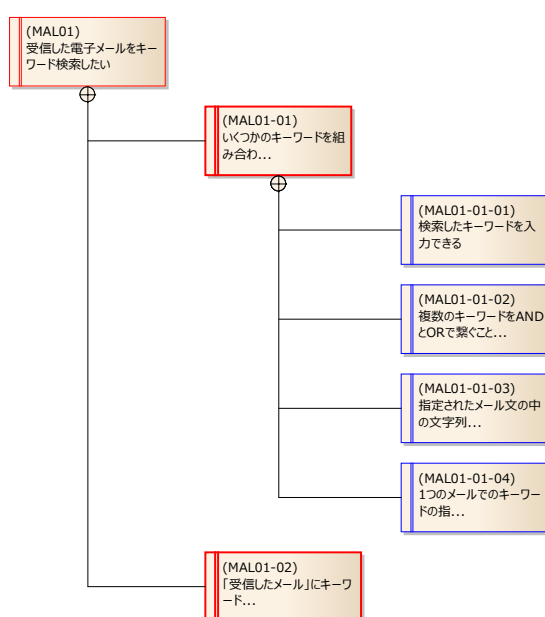 (MAL01)
受信した電子メールをキー
ワード検索したい
(MAL01-01)
いくつかのキーワードを組
み合わ...
(MAL01-01-01)
検索したキーワードを入
力できる
(MAL01-01-02)
複数のキーワードをAND
とORで繋ぐこと...
(MAL01-01-03)
指定されたメール文の中
の文字列...
(MAL01-01-04)
1つのメールでのキーワー
ドの指...
(MAL01-02)
「受信したメール」にキーワ
ード...